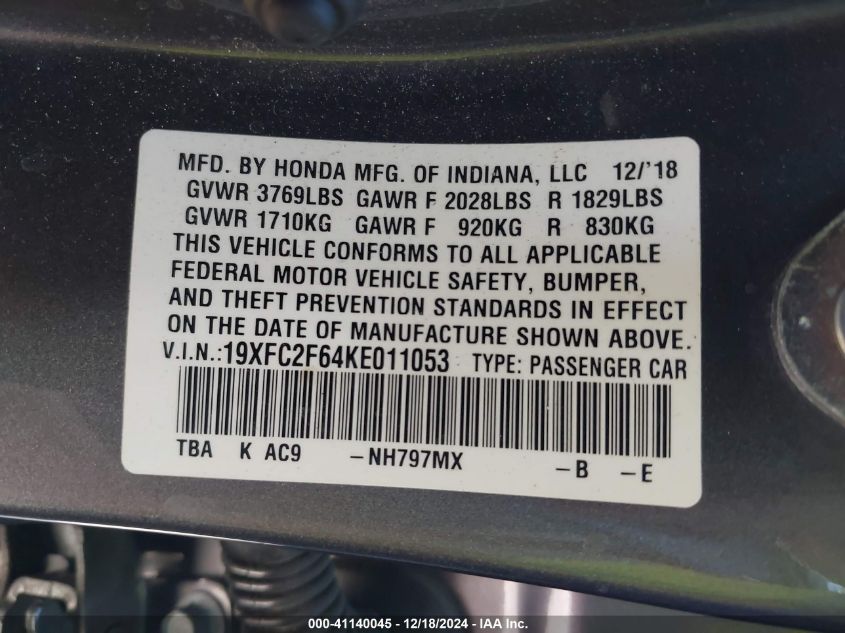 MFD. BY HONDA MFG. OF INDIANA, LLC 12/'18
GVWR 3769LBS GAWR F 2028LBS R 1829LBS
GVWR 1710KG GAWR F 920KG R 830KG
THIS VEHICLE CONFORMS TO ALL APPLICABLE
FEDERAL MOTOR VEHICLE SAFETY, BUMPER,
AND THEFT PREVENTION STANDARDS IN EFFECT
ON THE DATE OF MANUFACTURE SHOWN ABOVE.
V.I.N.:19XFC2F64KE011053 TYPE: PASSENGER CAR
TBA K AC9 -NH797MX -B -E
000-41140045 - 12/18/2024 - IAA Inc.